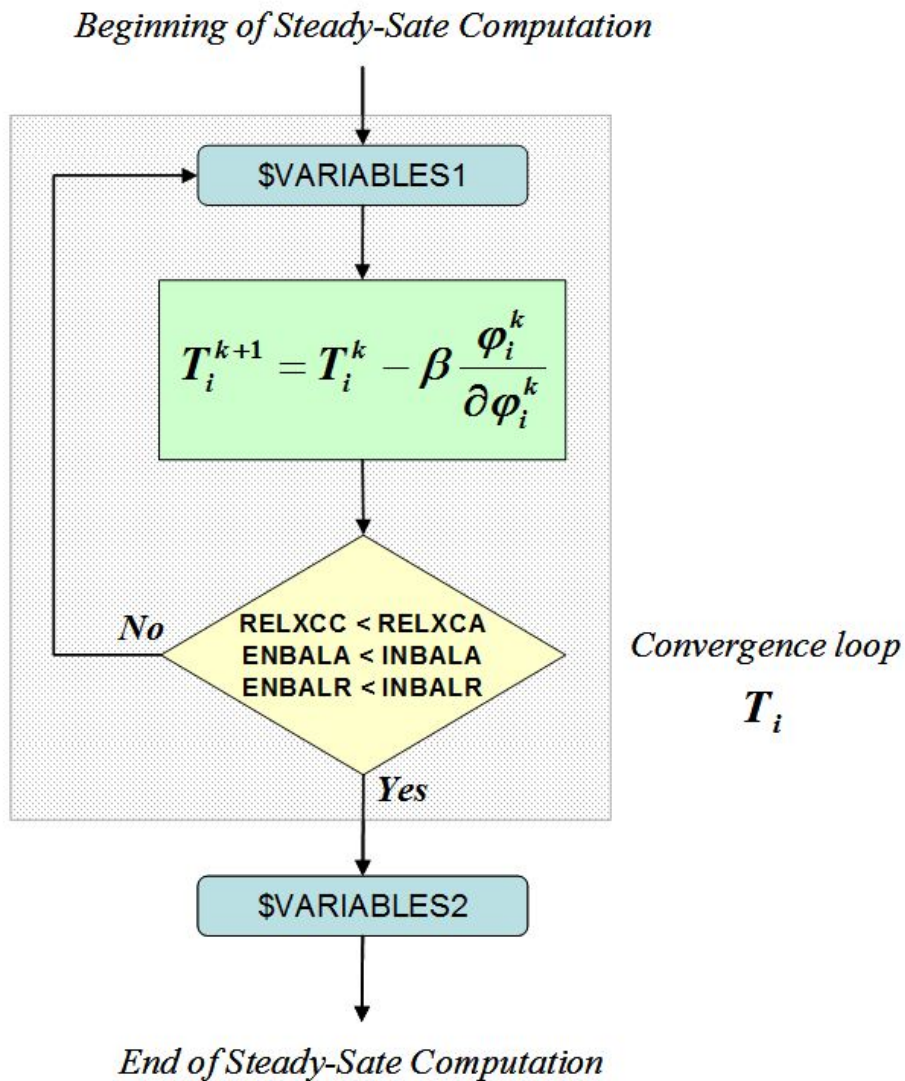 Beginning of Steady-Sate Computation
$VARIABLES1
T_i^{k+1} = T_i^k − β φ_i^k / ∂φ_i^k
No
RELXCC < RELXCA
ENBALA < INBALA
ENBALR < INBALR
Convergence loop
T_i
Yes
$VARIABLES2
End of Steady-Sate Computation